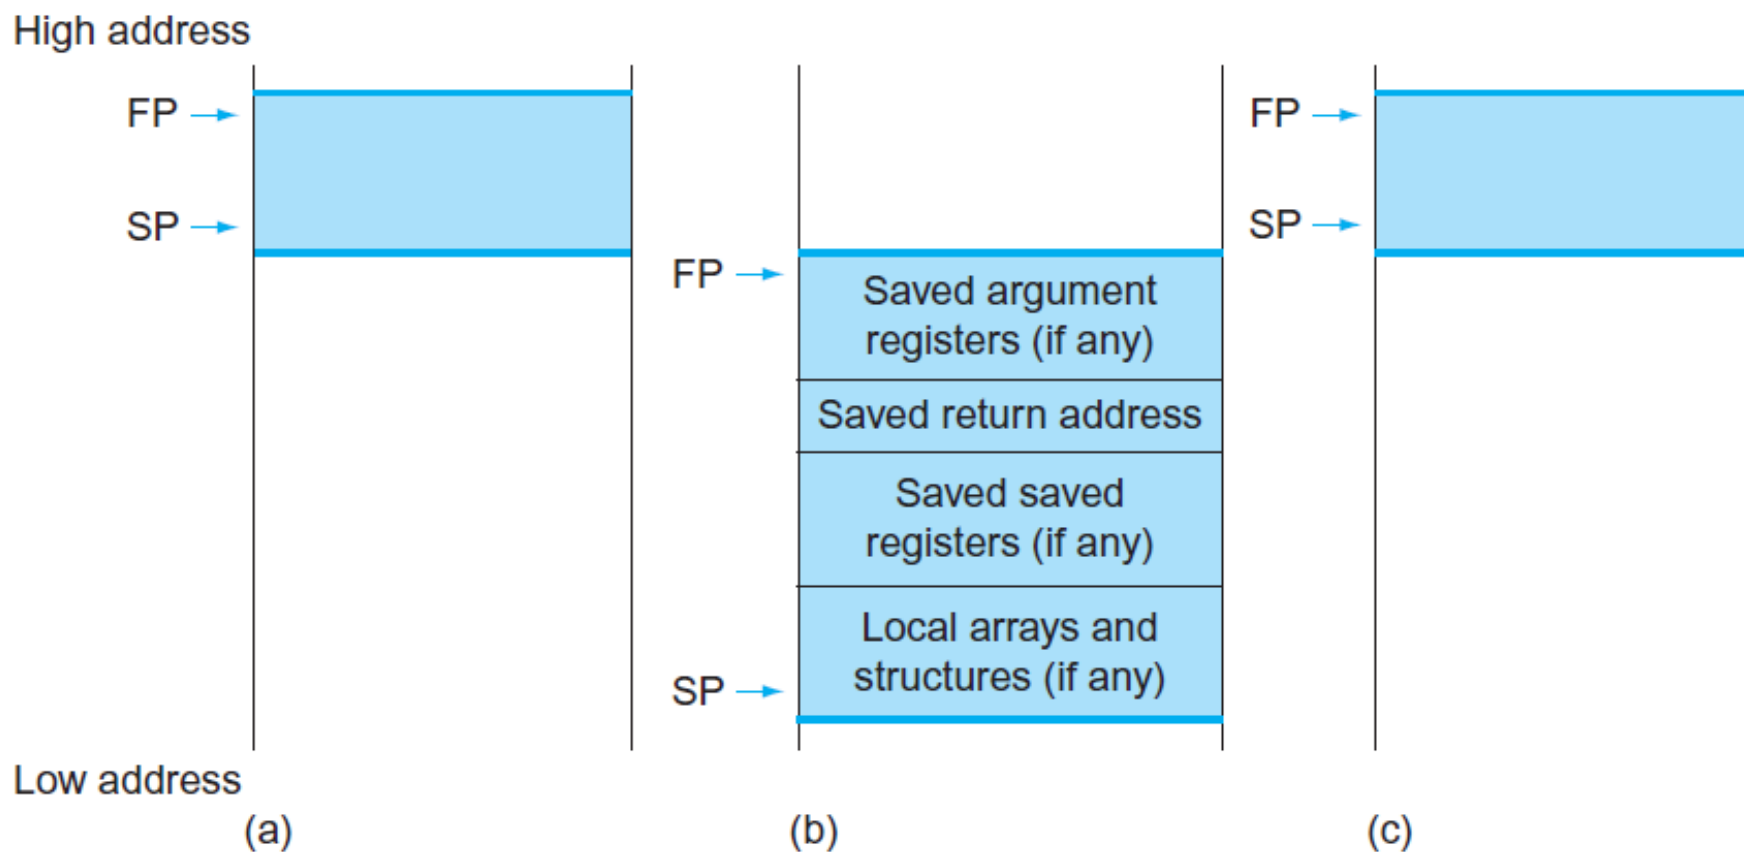 High address
FP
SP
FP
Saved argument
registers (if any)
Saved return address
Saved saved
registers (if any)
Local arrays and
structures (if any)
SP
FP
SP
Low address
(a)
(b)
(c)